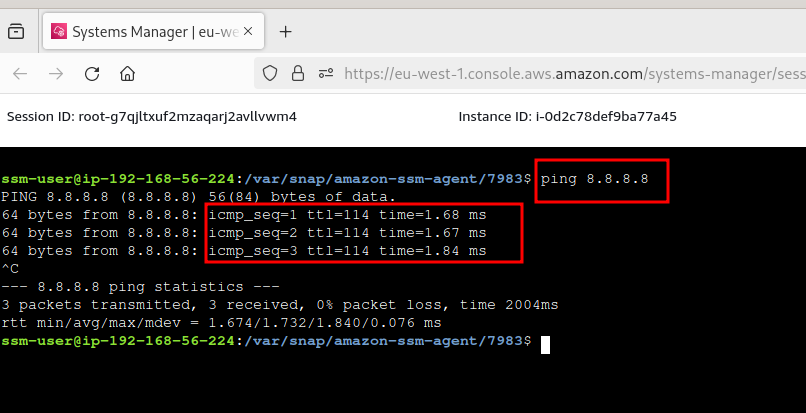 Systems Manager | eu-we
https://eu-west-1.console.aws.amazon.com/systems-manager/sess
Session ID: root-g7qjltxuf2mzaqarj2avllvwm4 Instance ID: i-0d2c78def9ba77a45
ssm-user@ip-192-168-56-224:/var/snap/amazon-ssm-agent/7983$ ping 8.8.8.8
PING 8.8.8.8 (8.8.8.8) 56(84) bytes of data.
64 bytes from 8.8.8.8: icmp_seq=1 ttl=114 time=1.68 ms
64 bytes from 8.8.8.8: icmp_seq=2 ttl=114 time=1.67 ms
64 bytes from 8.8.8.8: icmp_seq=3 ttl=114 time=1.84 ms
^C
--- 8.8.8.8 ping statistics ---
3 packets transmitted, 3 received, 0% packet loss, time 2004ms
rtt min/avg/max/mdev = 1.674/1.732/1.840/0.076 ms
ssm-user@ip-192-168-56-224:/var/snap/amazon-ssm-agent/7983$